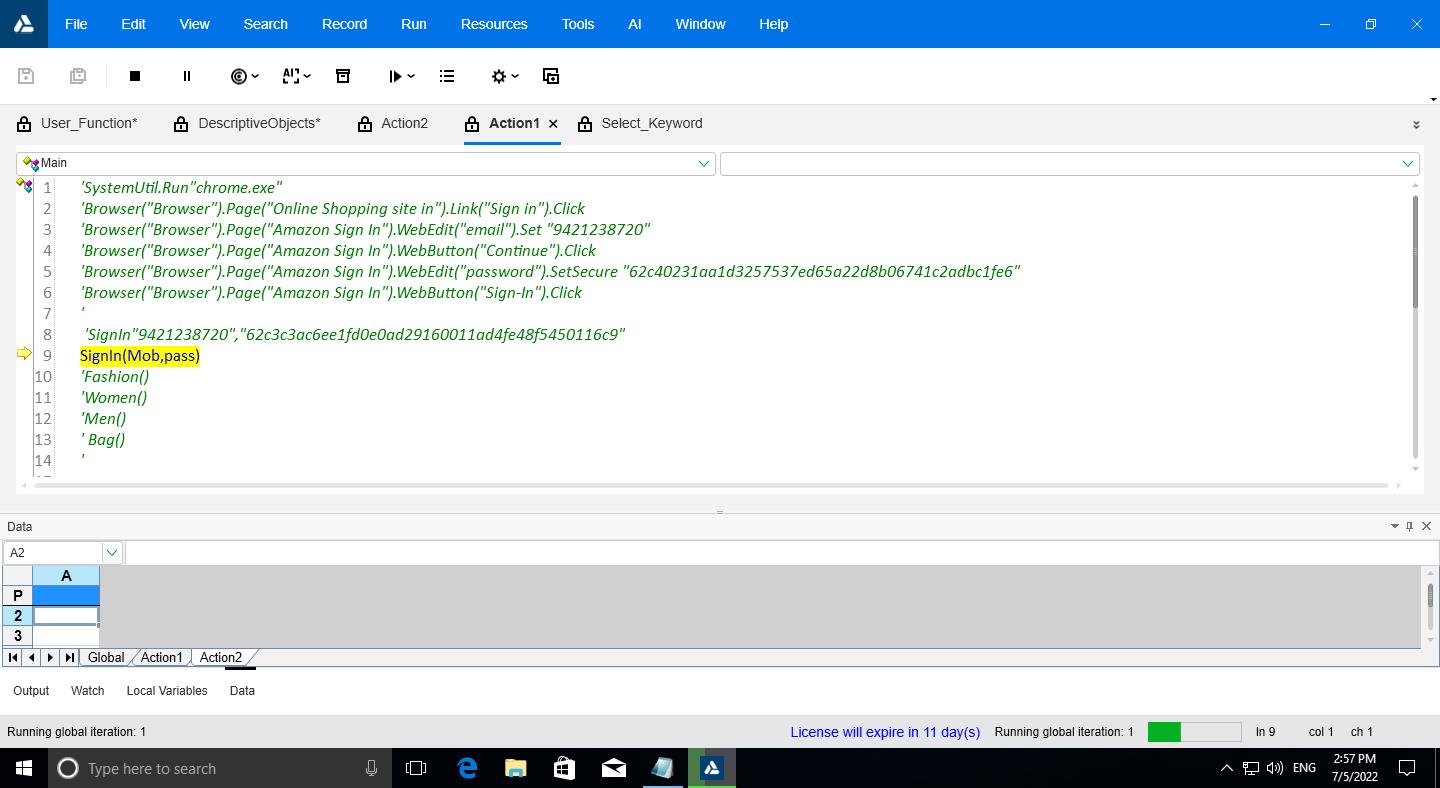 File Edit View Search Record Run Resources Tools AI Window Help
User_Function* DescriptiveObjects* Action2 Action1 Select_Keyword
Main
1 'SystemUtil.Run"chrome.exe"
2 'Browser("Browser").Page("Online Shopping site in").Link("Sign in").Click
3 'Browser("Browser").Page("Amazon Sign In").WebEdit("email").Set "9421238720"
4 'Browser("Browser").Page("Amazon Sign In").WebButton("Continue").Click
5 'Browser("Browser").Page("Amazon Sign In").WebEdit("password").SetSecure "62c40231aa1d3257537ed65a22d8b06741c2adbc1fe6"
6 'Browser("Browser").Page("Amazon Sign In").WebButton("Sign-In").Click
7 '
8 'SignIn"9421238720","62c3c3ac6ee1fd0e0ad29160011ad4fe48f5450116c9"
9 SignIn(Mob,pass)
10 'Fashion()
11 'Women()
12 'Men()
13 ' Bag()
14 '
Data
A2
A
P
2
3
Global Action1 Action2
Output Watch Local Variables Data
Running global iteration: 1 License will expire in 11 day(s) Running global iteration: 1 ln 9 col 1 ch 1
Type here to search ENG 2:57 PM
7/5/2022